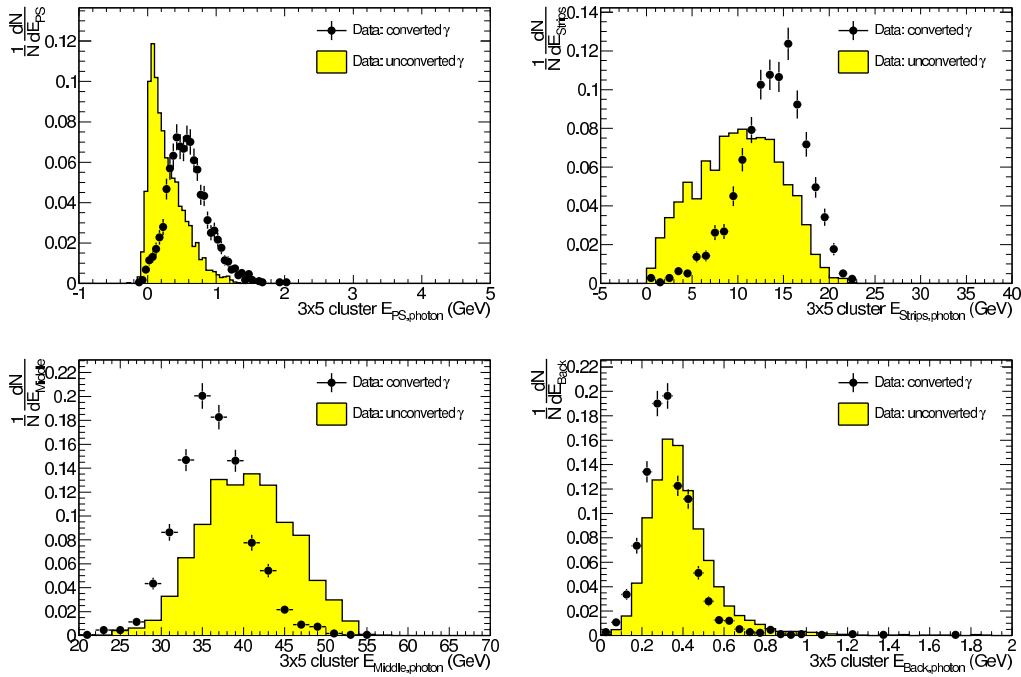 1/N dN/dE_PS
0.12
0.1
0.08
0.06
0.04
0.02
0
-1 0 1 2 3 4 5
3x5 cluster E_PS,photon (GeV)
Data: converted γ
Data: unconverted γ
1/N dN/dE_Strips
0.14
0.12
0.1
0.08
0.06
0.04
0.02
0
-5 0 5 10 15 20 25 30 35 40
3x5 cluster E_Strips,photon (GeV)
Data: converted γ
Data: unconverted γ
1/N dN/dE_Middle
0.22
0.2
0.18
0.16
0.14
0.12
0.1
0.08
0.06
0.04
0.02
0
20 25 30 35 40 45 50 55 60 65 70
3x5 cluster E_Middle,photon (GeV)
Data: converted γ
Data: unconverted γ
1/N dN/dE_Back
0.22
0.2
0.18
0.16
0.14
0.12
0.1
0.08
0.06
0.04
0.02
0
0 0.2 0.4 0.6 0.8 1 1.2 1.4 1.6 1.8 2
3x5 cluster E_Back,photon (GeV)
Data: converted γ
Data: unconverted γ